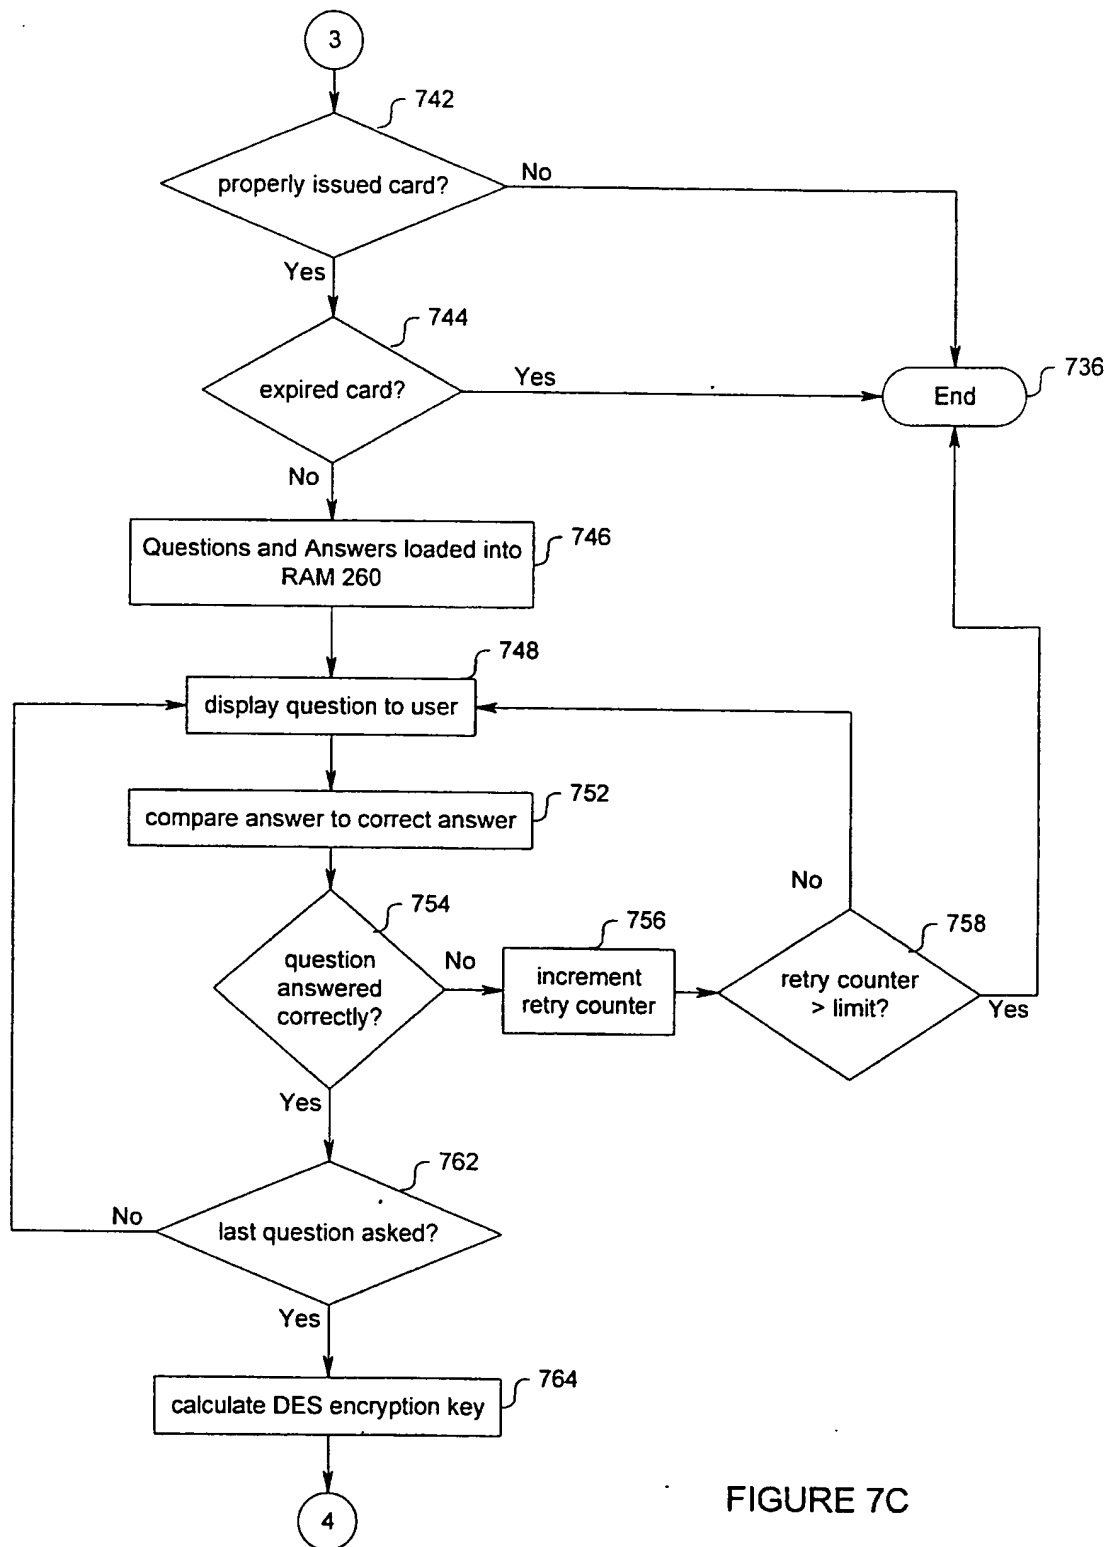 3
742
properly issued card?
No
Yes
744
expired card?
Yes
736
End
No
Questions and Answers loaded into
RAM 260
746
748
display question to user
752
compare answer to correct answer
No
754
756
758
question
answered
correctly?
No
increment
retry counter
retry counter
> limit?
Yes
Yes
762
No
last question asked?
Yes
764
calculate DES encryption key
4
FIGURE 7C